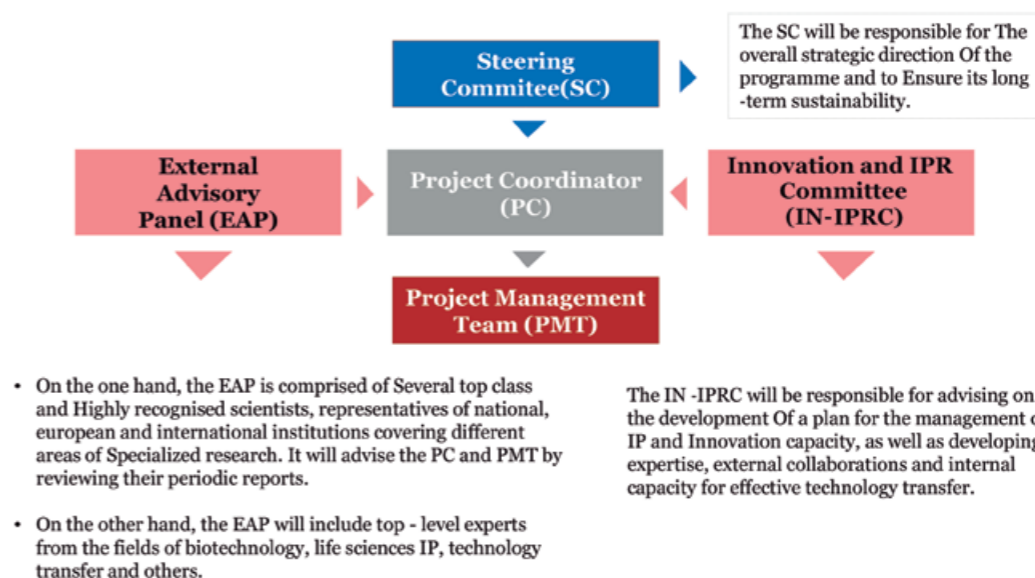 Steering
Commitee(SC)
The SC will be responsible for The
overall strategic direction Of the
programme and to Ensure its long
-term sustainability.
External
Advisory
Panel (EAP)
Project Coordinator
(PC)
Innovation and IPR
Committee
(IN-IPRC)
Project Management
Team (PMT)
• On the one hand, the EAP is comprised of Several top class
and Highly recognised scientists, representatives of national,
european and international institutions covering different
areas of Specialized research. It will advise the PC and PMT by
reviewing their periodic reports.
• On the other hand, the EAP will include top - level experts
from the fields of biotechnology, life sciences IP, technology
transfer and others.
The IN -IPRC will be responsible for advising on
the development Of a plan for the management
IP and Innovation capacity, as well as developing
expertise, external collaborations and internal
capacity for effective technology transfer.